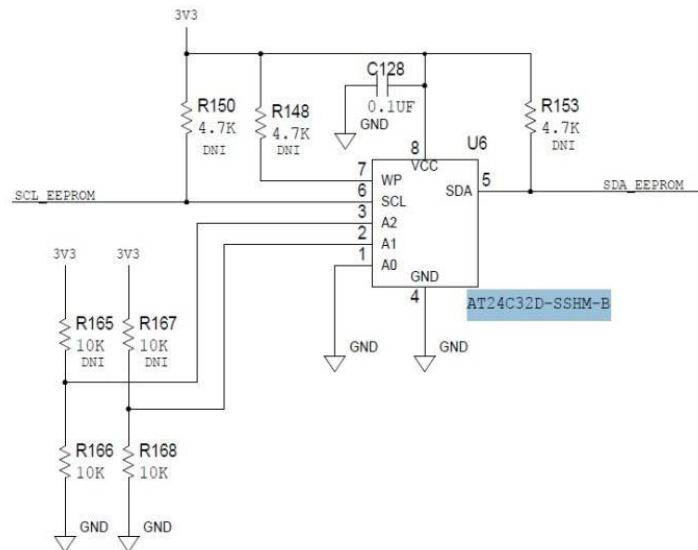 3V3
C128
0.1UF
GND
R150
4.7K
DNI
R148
4.7K
DNI
R153
4.7K
DNI
8
VCC
U6
7
WP
6
SCL
3
A2
2
A1
1
A0
SDA
5
GND
4
SCL_EEPROM
SDA_EEPROM
AT24C32D-SSHM-B
3V3
3V3
R165
10K
DNI
R167
10K
DNI
GND
GND
R166
10K
R168
10K
GND
GND